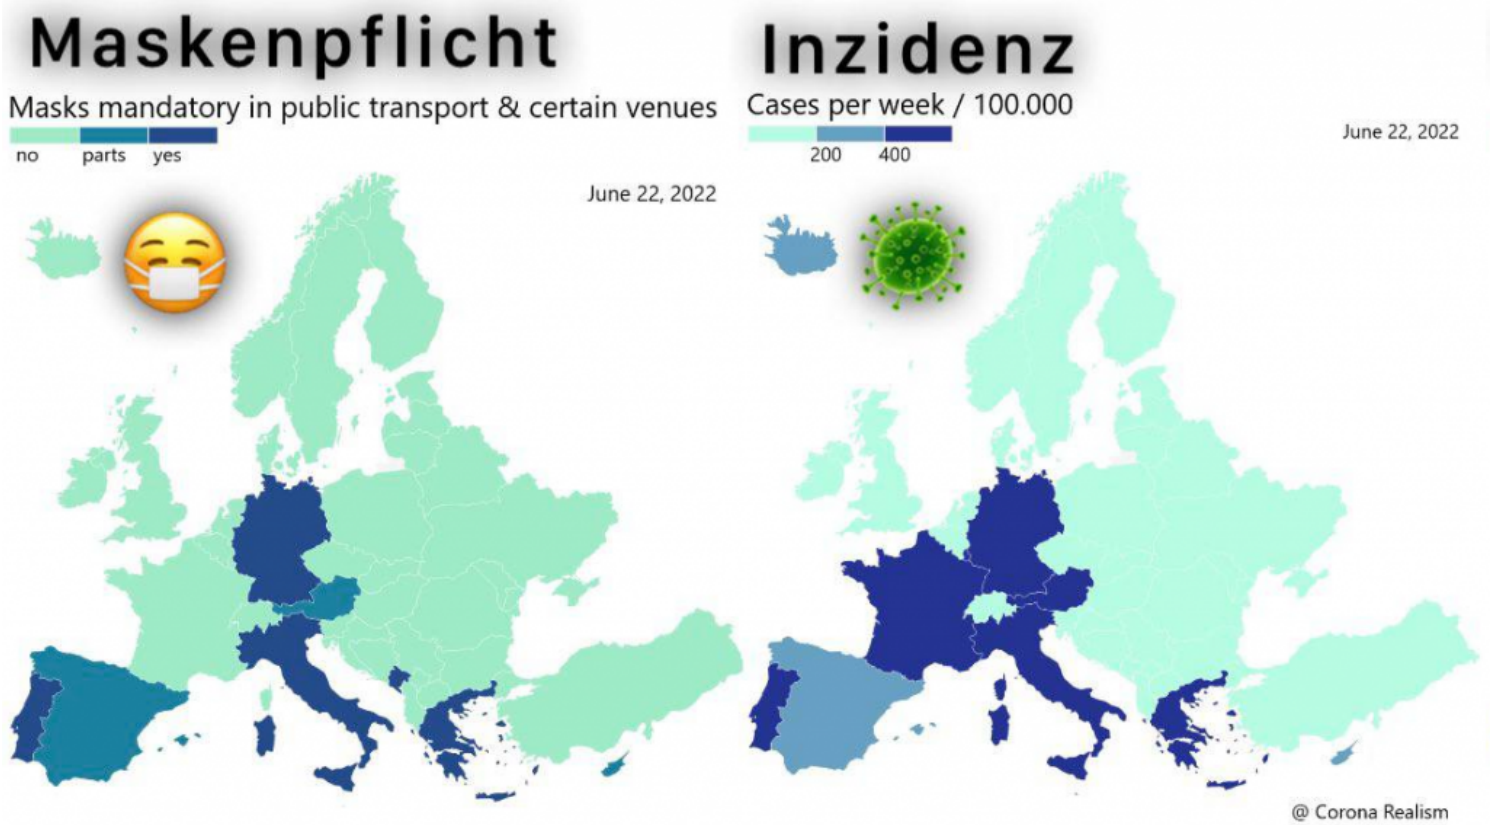 Maskenpflicht
Masks mandatory in public transport & certain venues
no parts yes
June 22, 2022
Inzidenz
Cases per week / 100.000
200 400
June 22, 2022
@ Corona Realism